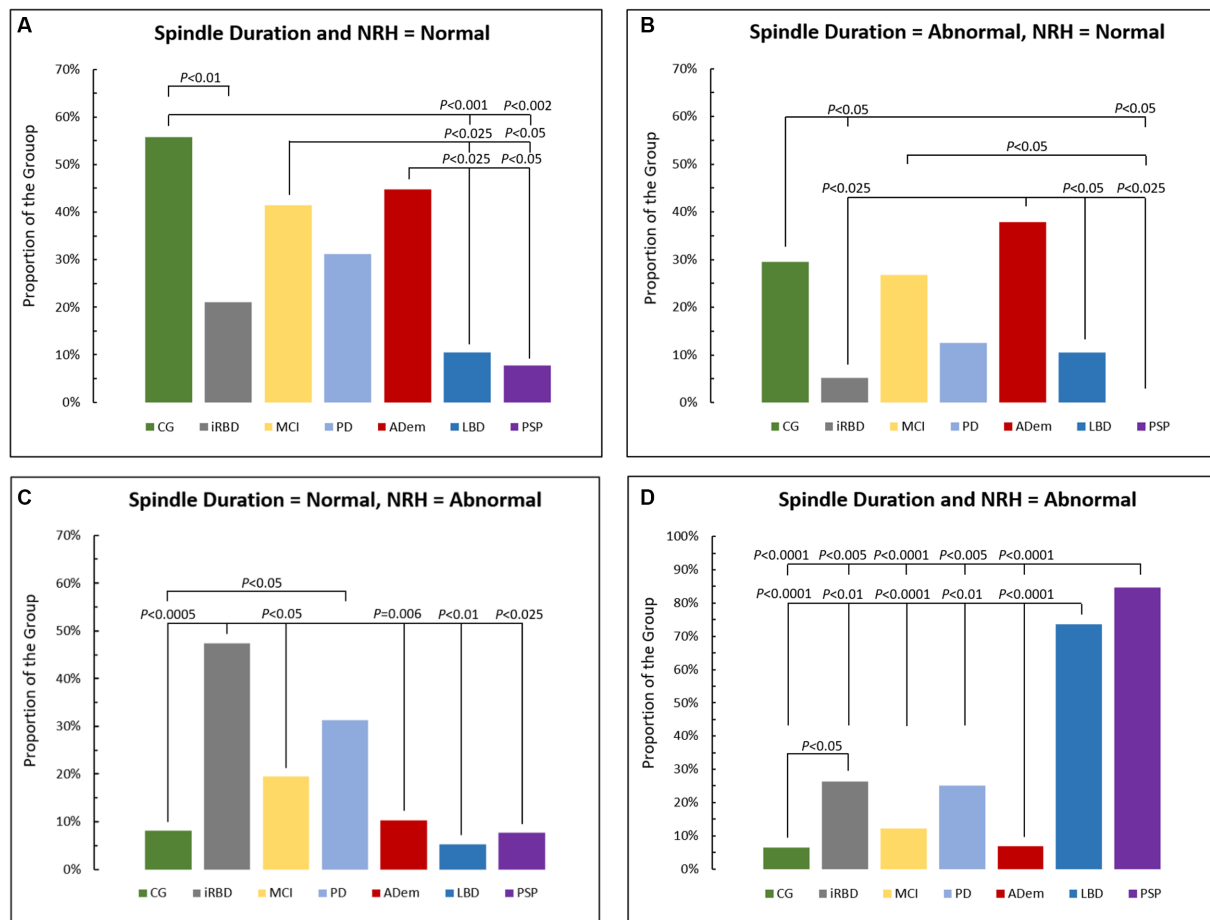 A
Spindle Duration and NRH = Normal
Proportion of the Grouop
70%
60%
50%
40%
30%
20%
10%
0%
P<0.01
P<0.001 P<0.002
P<0.025 P<0.05
P<0.025 P<0.05
CG iRBD MCI PD ADem LBD PSP
B
Spindle Duration = Abnormal, NRH = Normal
Proportion of the Group
70%
60%
50%
40%
30%
20%
10%
0%
P<0.05 P<0.05
P<0.05
P<0.025 P<0.05 P<0.025
CG iRBD MCI PD ADem LBD PSP
C
Spindle Duration = Normal, NRH = Abnormal
Proportion of the Group
70%
60%
50%
40%
30%
20%
10%
0%
P<0.05
P<0.0005 P<0.05 P=0.006 P<0.01 P<0.025
CG iRBD MCI PD ADem LBD PSP
D
Spindle Duration and NRH = Abnormal
Proportion of the Group
100%
90%
80%
70%
60%
50%
40%
30%
20%
10%
0%
P<0.0001 P<0.005 P<0.0001 P<0.005 P<0.0001
P<0.0001 P<0.01 P<0.0001 P<0.01 P<0.0001
P<0.05
CG iRBD MCI PD ADem LBD PSP